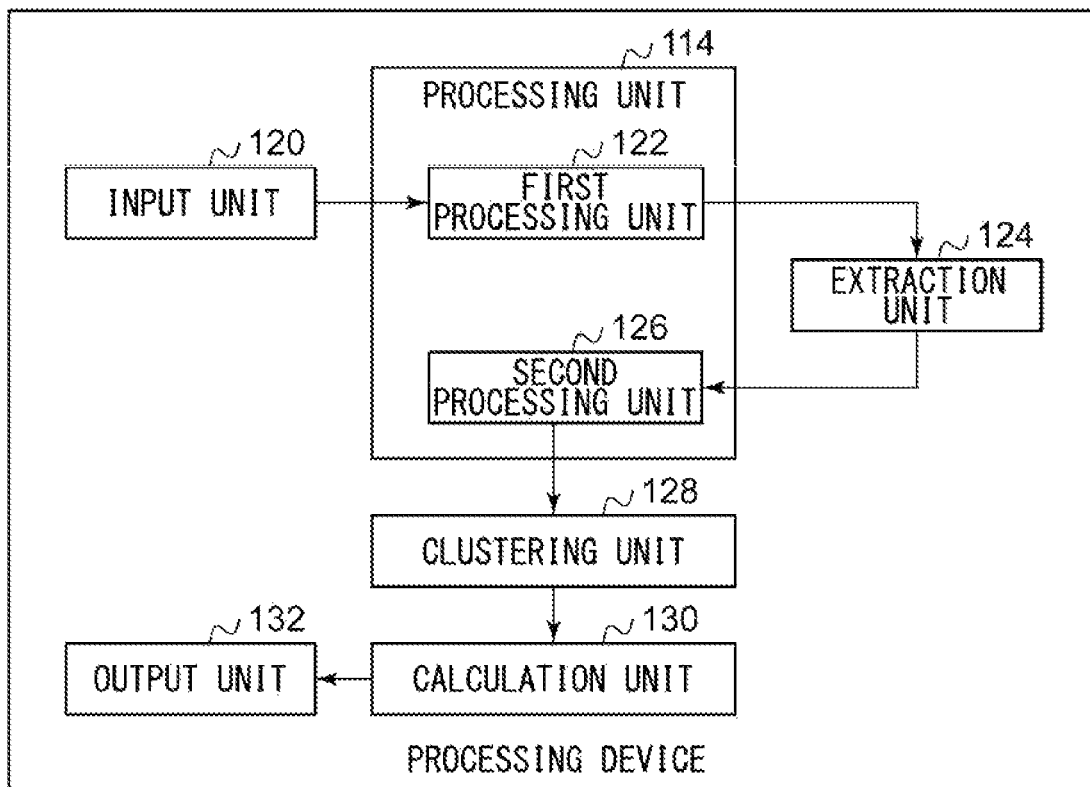 114
PROCESSING UNIT
120
INPUT UNIT
122
FIRST
PROCESSING UNIT
124
EXTRACTION
UNIT
126
SECOND
PROCESSING UNIT
128
CLUSTERING UNIT
132
OUTPUT UNIT
130
CALCULATION UNIT
PROCESSING DEVICE